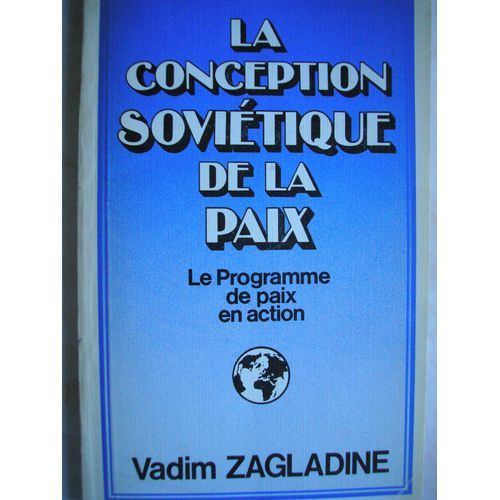 LA
CONCEPTION
SOVIÉTIQUE
DE LA
PAIX
Le Programme
de paix
en action
Vadim ZAGLADINE